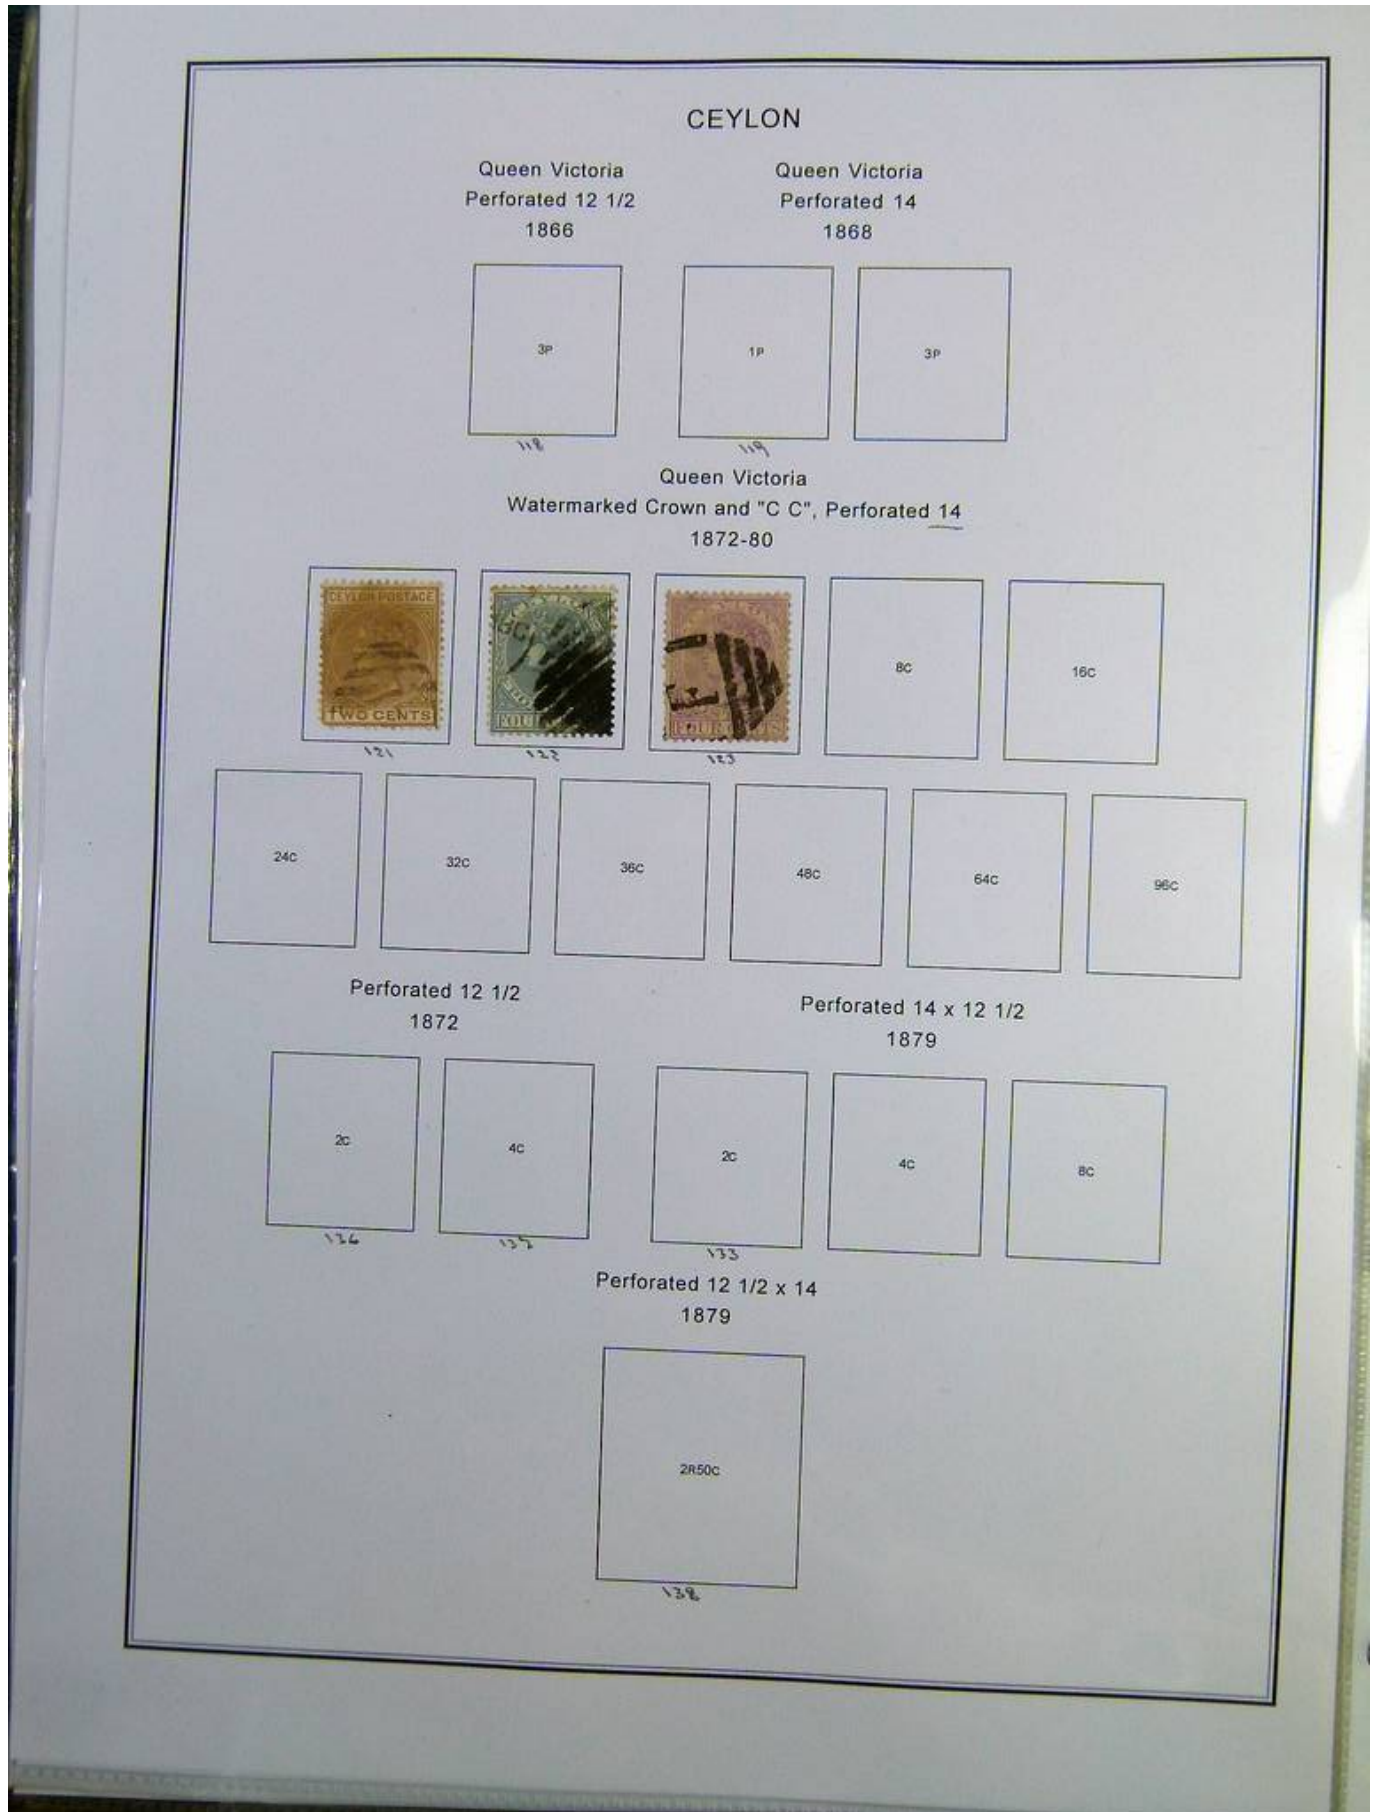 CEYLON
Queen Victoria
Perforated 12 1/2
1866
Queen Victoria
Perforated 14
1868
3P
1P
3P
118
119
Queen Victoria
Watermarked Crown and "C C", Perforated 14
1872-80
CEYLON POSTAGE
TWO CENTS
8C
16C
121
122
123
24C
32C
36C
48C
64C
96C
Perforated 12 1/2
1872
Perforated 14 x 12 1/2
1879
2C
4C
2C
4C
8C
136
133
Perforated 12 1/2 x 14
1879
2R50C
138